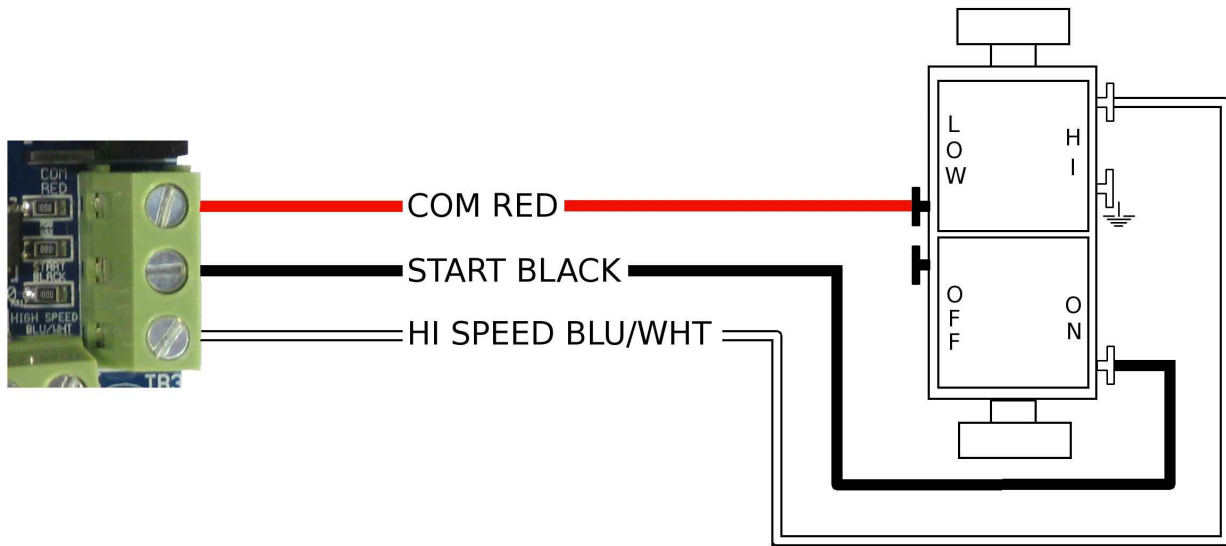 COM
RED
START
BLACK
HIGH SPEED
BLU/WHT
TB3
COM RED
START BLACK
HI SPEED BLU/WHT
LOW
HI
OFF
ON